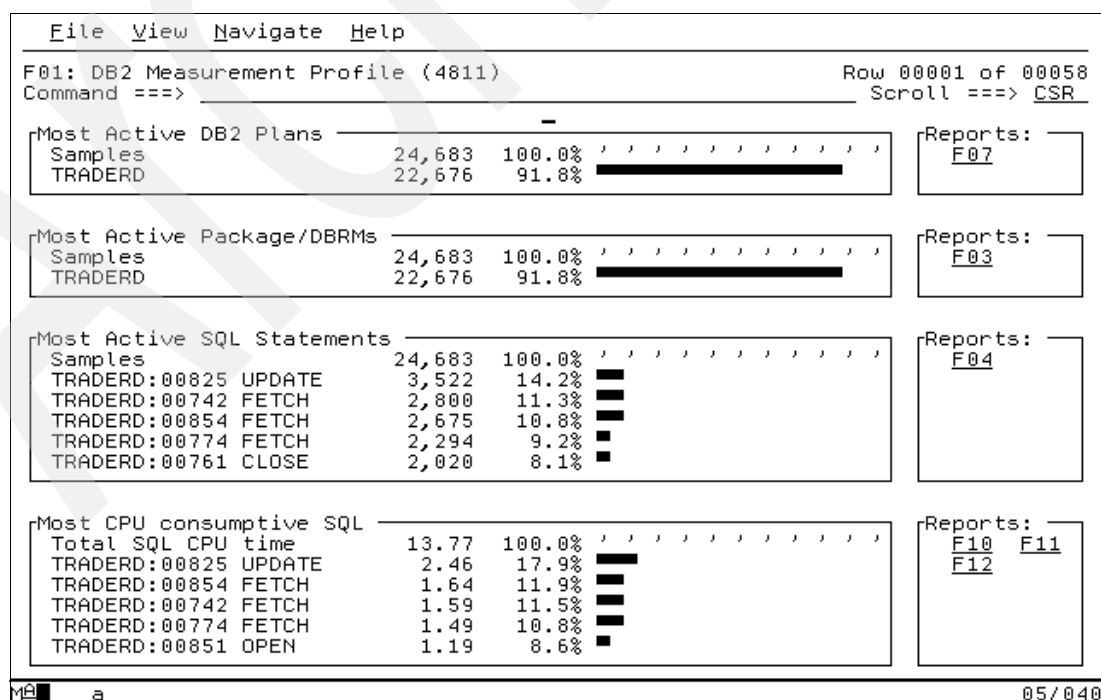 File View Navigate Help
F01: DB2 Measurement Profile (4811) Row 00001 of 00058
Command ===> Scroll ===> CSR
Most Active DB2 Plans Reports:
Samples 24,683 100.0% F07
TRADERD 22,676 91.8%
Most Active Package/DBRMs Reports:
Samples 24,683 100.0% F03
TRADERD 22,676 91.8%
Most Active SQL Statements Reports:
Samples 24,683 100.0% F04
TRADERD:00825 UPDATE 3,522 14.2%
TRADERD:00742 FETCH 2,800 11.3%
TRADERD:00854 FETCH 2,675 10.8%
TRADERD:00774 FETCH 2,294 9.2%
TRADERD:00761 CLOSE 2,020 8.1%
Most CPU consumptive SQL Reports:
Total SQL CPU time 13.77 100.0% F10 F11
TRADERD:00825 UPDATE 2.46 17.9% F12
TRADERD:00854 FETCH 1.64 11.9%
TRADERD:00742 FETCH 1.59 11.5%
TRADERD:00774 FETCH 1.49 10.8%
TRADERD:00851 OPEN 1.19 8.6%
MA a 05/040